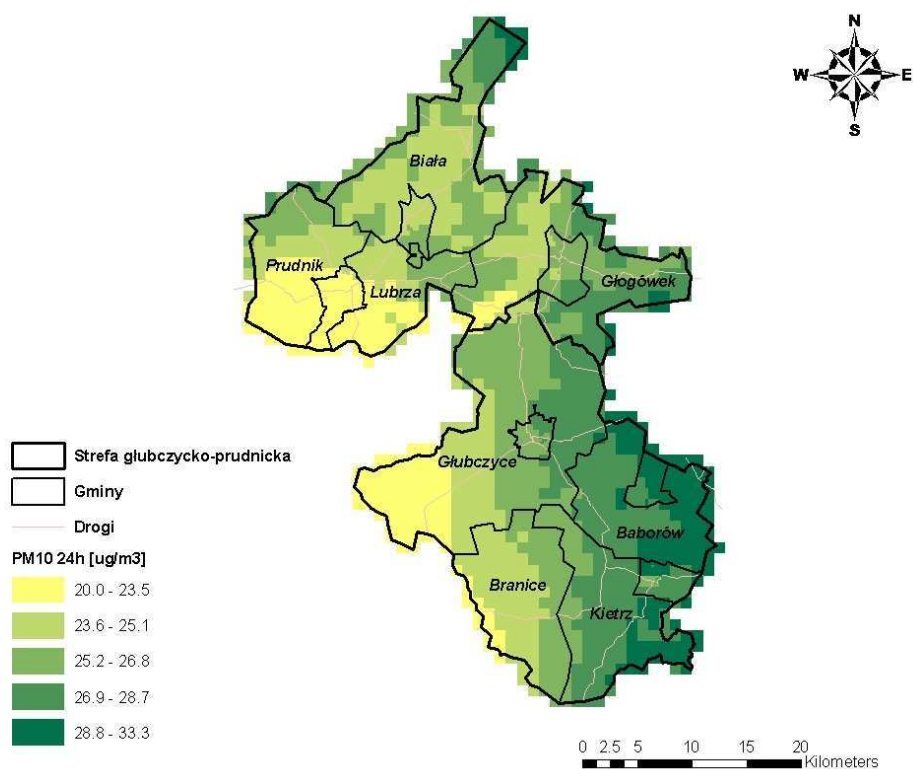 N
W E
S
Biała
Prudnik
Lubrza
Głogówek
Głubczyce
Baborów
Branice
Kietrz
Strefa głubczycko-prudnicka
Gminy
Drogi
PM10 24h [ug/m3]
20.0 - 23.5
23.6 - 25.1
25.2 - 26.8
26.9 - 28.7
28.8 - 33.3
0 2.5 5 10 15 20
Kilometers